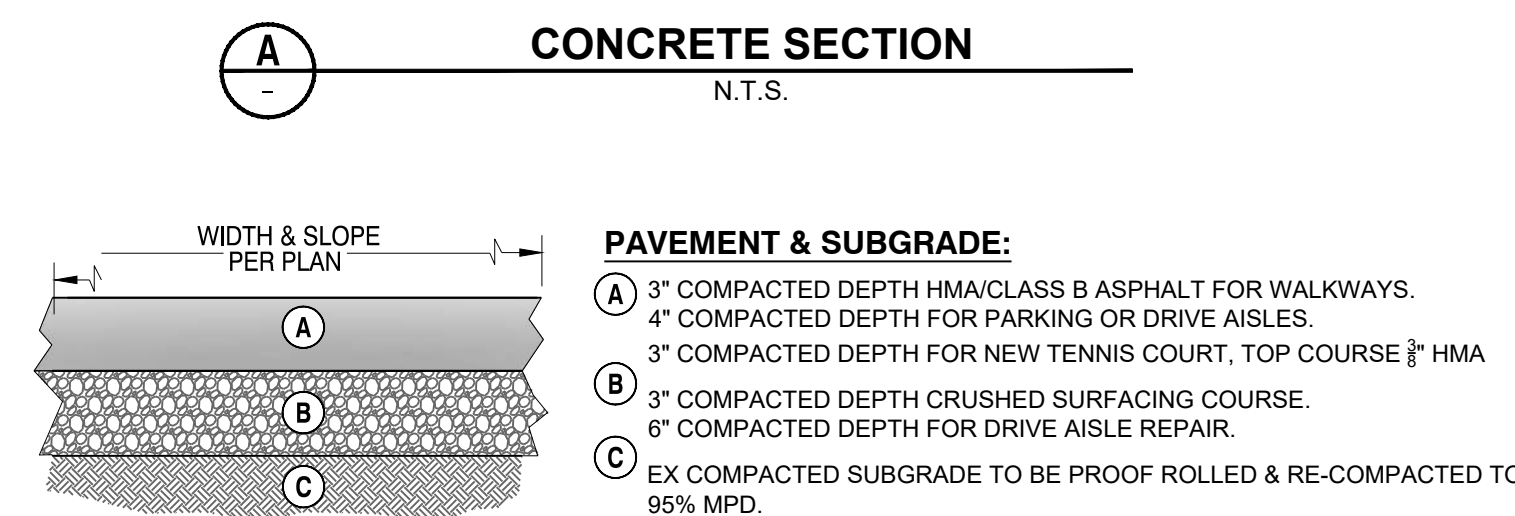 A
-
CONCRETE SECTION
N.T.S.
WIDTH & SLOPE
PER PLAN
A
B
C
PAVEMENT & SUBGRADE:
A 3" COMPACTED DEPTH HMA/CLASS B ASPHALT FOR WALKWAYS.
4" COMPACTED DEPTH FOR PARKING OR DRIVE AISLES.
3" COMPACTED DEPTH FOR NEW TENNIS COURT, TOP COURSE 3/8" HMA
B 3" COMPACTED DEPTH CRUSHED SURFACING COURSE.
6" COMPACTED DEPTH FOR DRIVE AISLE REPAIR.
C EX COMPACTED SUBGRADE TO BE PROOF ROLLED & RE-COMPACTED TO
95% MPD.